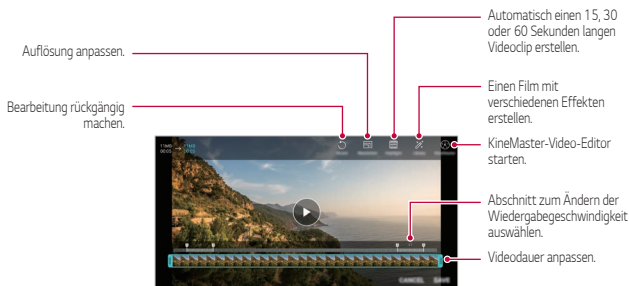 Automatisch einen 15, 30
oder 60 Sekunden langen
Videoclip erstellen.
Auflösung anpassen.
Einen Film mit
verschiedenen Effekten
erstellen.
Bearbeitung rückgängig
machen.
KineMaster-Video-Editor
starten.
Abschnitt zum Ändern der
Wiedergabegeschwindigkeit
auswählen.
Videodauer anpassen.
CANCEL SAVE